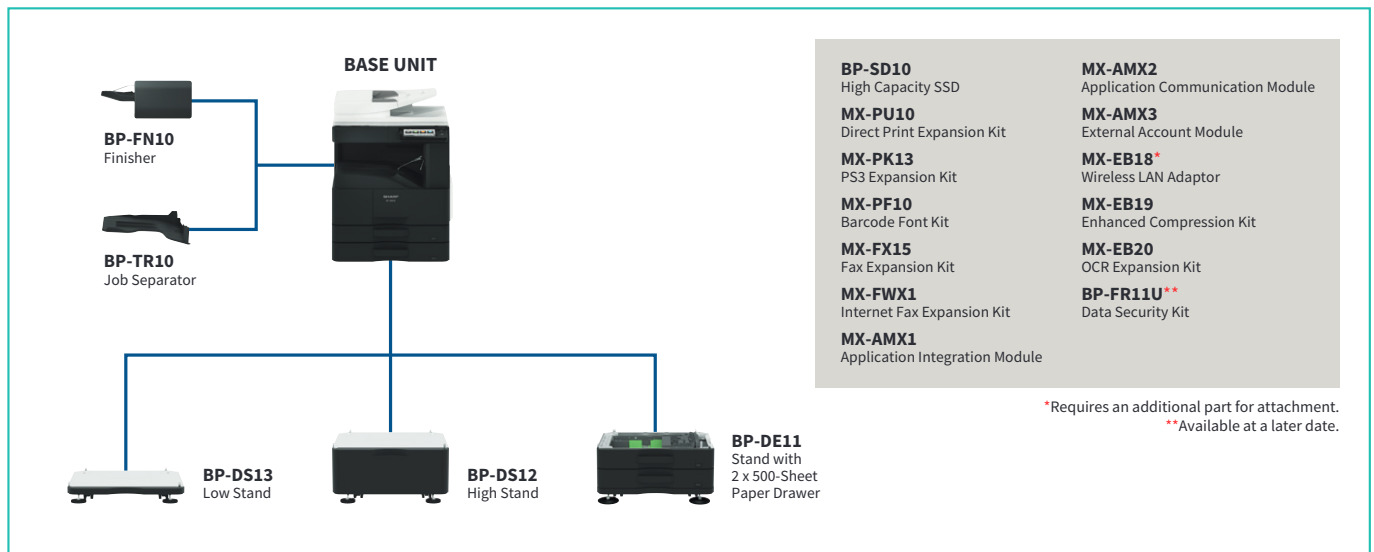 BASE UNIT
BP-FN10
Finisher
BP-TR10
Job Separator
BP-DS13
Low Stand
BP-DS12
High Stand
BP-DE11
Stand with
2 x 500-Sheet
Paper Drawer
BP-SD10
High Capacity SSD
MX-PU10
Direct Print Expansion Kit
MX-PK13
PS3 Expansion Kit
MX-PF10
Barcode Font Kit
MX-FX15
Fax Expansion Kit
MX-FWX1
Internet Fax Expansion Kit
MX-AMX1
Application Integration Module
MX-AMX2
Application Communication Module
MX-AMX3
External Account Module
MX-EB18*
Wireless LAN Adaptor
MX-EB19
Enhanced Compression Kit
MX-EB20
OCR Expansion Kit
BP-FR11U**
Data Security Kit
*Requires an additional part for attachment.
**Available at a later date.